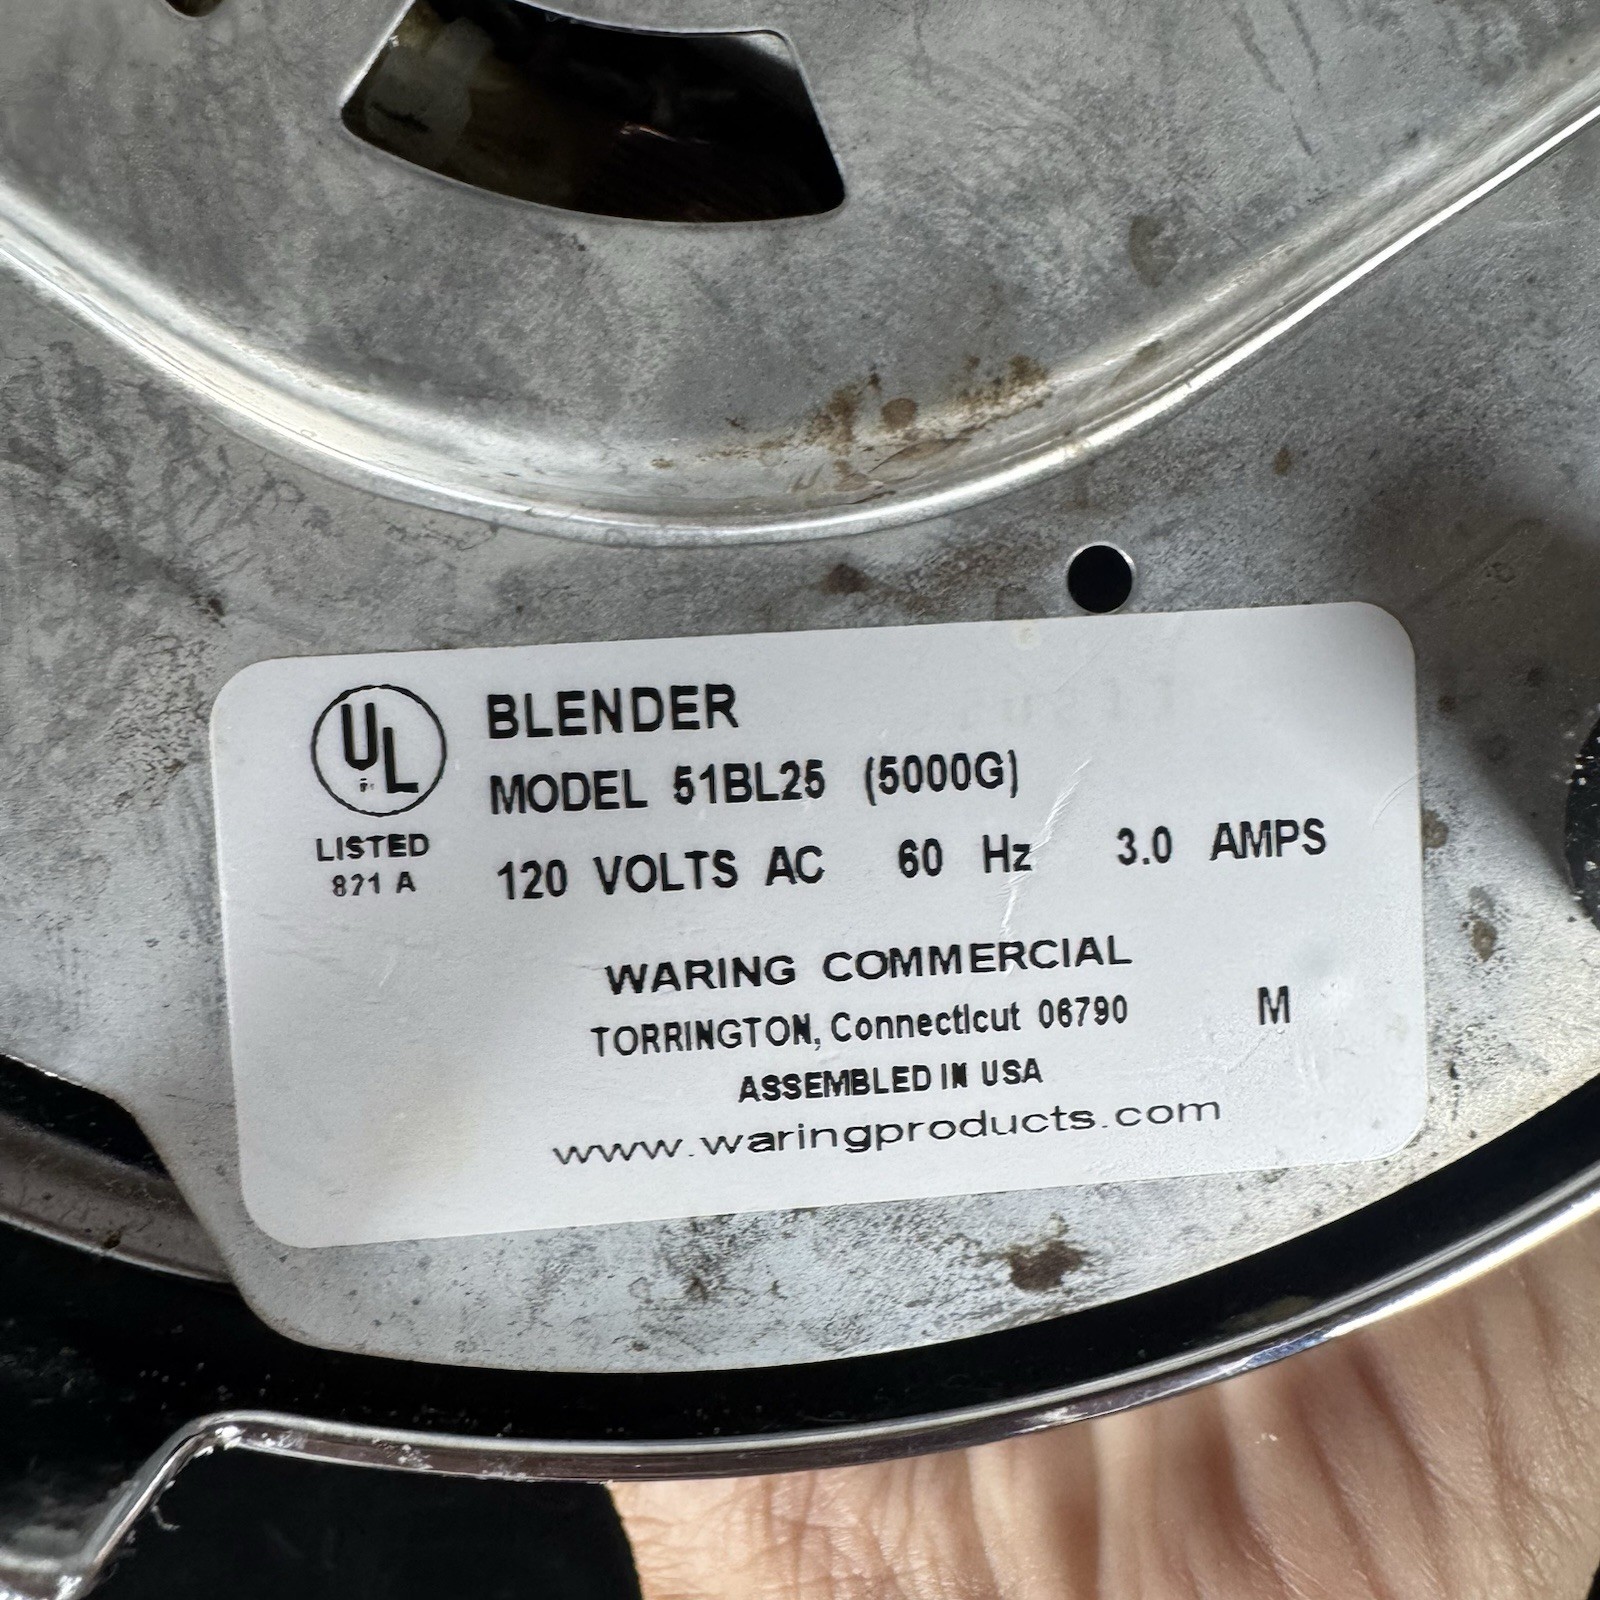 UL
LISTED
821 A
BLENDER
MODEL 51BL25 (5000G)
120 VOLTS AC 60 Hz 3.0 AMPS
WARING COMMERCIAL
TORRINGTON, Connecticut 06790
M
ASSEMBLED IN USA
www.waringproducts.com